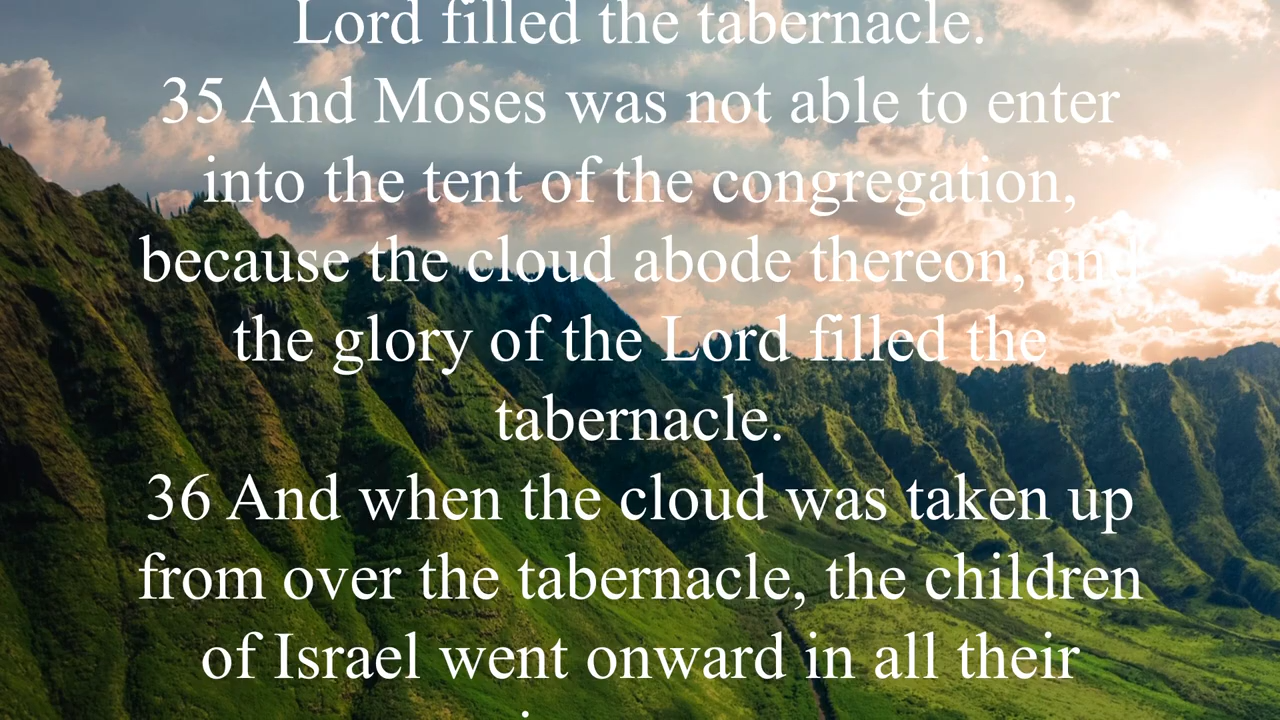 Lord filled the tabernacle.
35 And Moses was not able to enter
into the tent of the congregation,
because the cloud abode thereon, and
the glory of the Lord filled the
tabernacle.
36 And when the cloud was taken up
from over the tabernacle, the children
of Israel went onward in all their